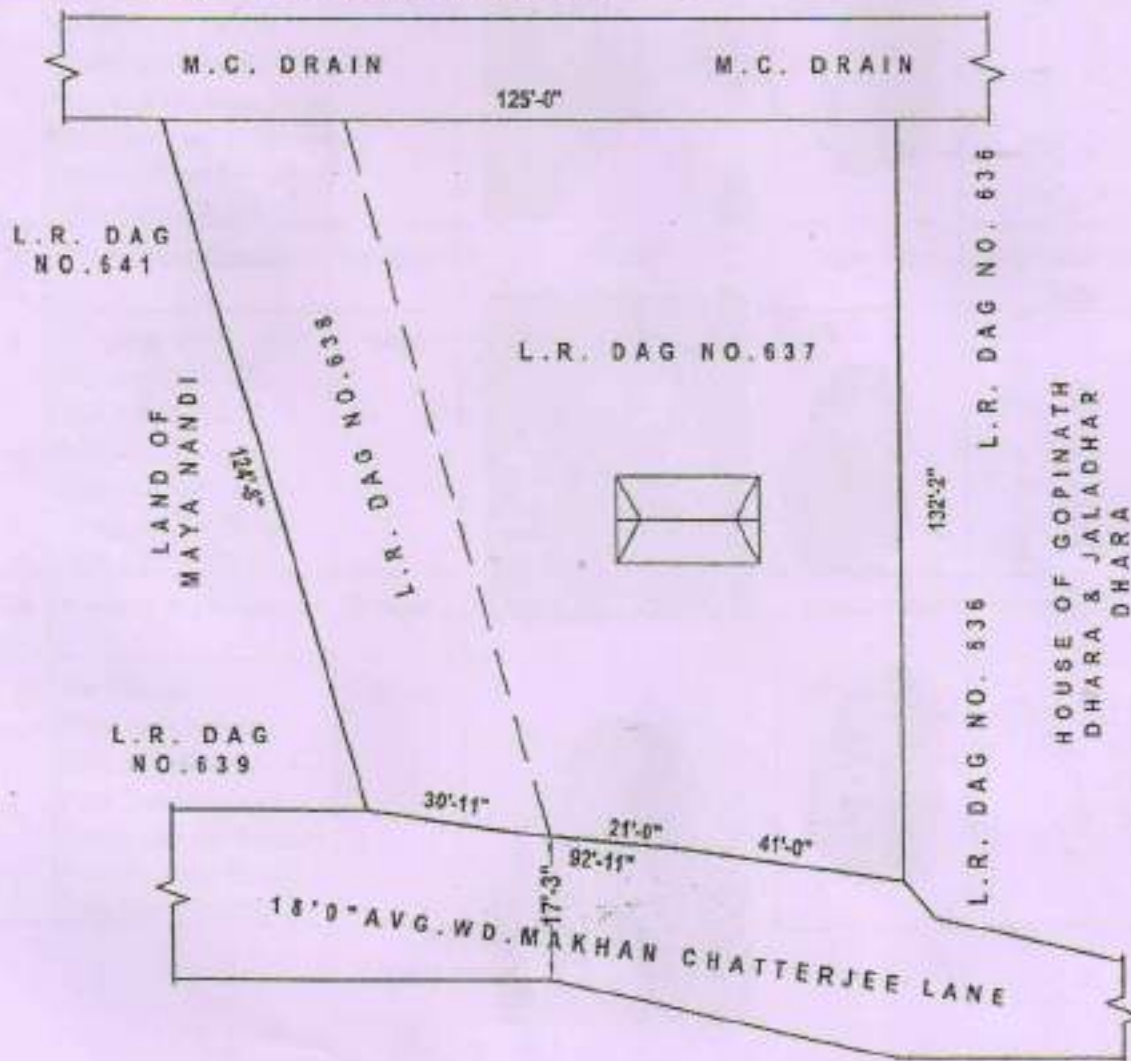 M.C. DRAIN
M.C. DRAIN
125'-0"
L.R. DAG
NO.641
L.R. DAG NO.638
L.R. DAG NO.637
L.R. DAG NO. 636
LAND OF
MAYA NANDI
124'-8"
132'-2"
HOUSE OF GOPINATH
DHARA & JALADHAR
DHARA
L.R. DAG NO. 636
L.R. DAG
NO.639
30'-11"
21'-0"
41'-0"
92'-11"
17'-3"
18'0" AVG.WD.MAKHAN CHATTERJEE LANE